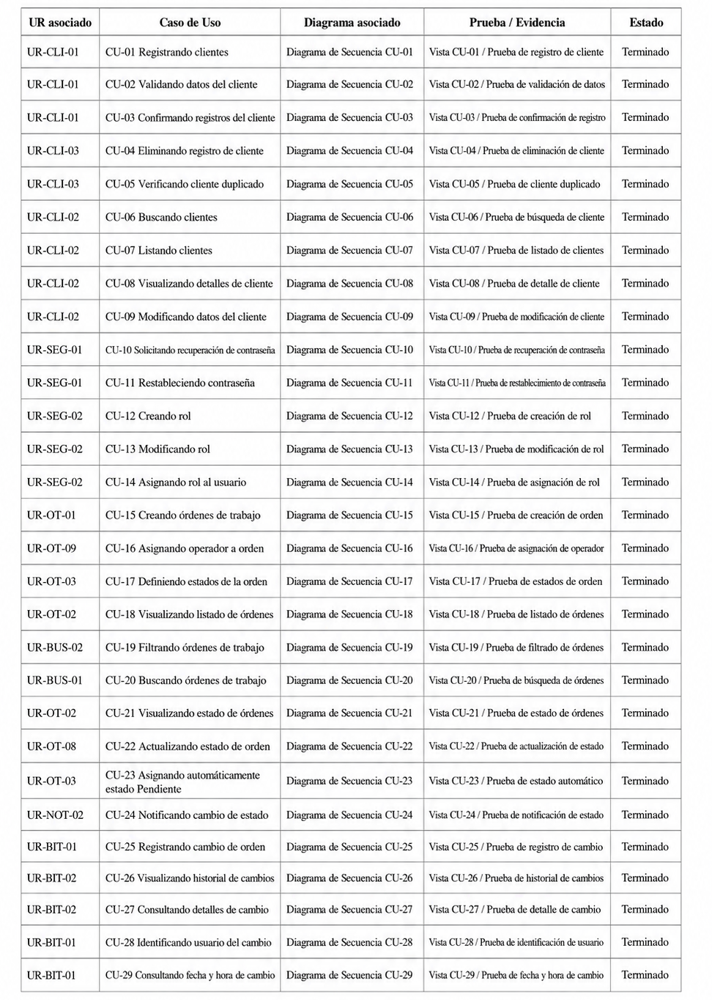 UR asociado Caso de Uso Diagrama asociado Prueba / Evidencia Estado
UR-CLI-01 CU-01 Registrando clientes Diagrama de Secuencia CU-01 Vista CU-01 / Prueba de registro de cliente Terminado
UR-CLI-01 CU-02 Validando datos del cliente Diagrama de Secuencia CU-02 Vista CU-02 / Prueba de validación de datos Terminado
UR-CLI-01 CU-03 Confirmando registros del cliente Diagrama de Secuencia CU-03 Vista CU-03 / Prueba de confirmación de registro Terminado
UR-CLI-03 CU-04 Eliminando registro de cliente Diagrama de Secuencia CU-04 Vista CU-04 / Prueba de eliminación de cliente Terminado
UR-CLI-03 CU-05 Verificando cliente duplicado Diagrama de Secuencia CU-05 Vista CU-05 / Prueba de cliente duplicado Terminado
UR-CLI-02 CU-06 Buscando clientes Diagrama de Secuencia CU-06 Vista CU-06 / Prueba de búsqueda de cliente Terminado
UR-CLI-02 CU-07 Listando clientes Diagrama de Secuencia CU-07 Vista CU-07 / Prueba de listado de clientes Terminado
UR-CLI-02 CU-08 Visualizando detalles de cliente Diagrama de Secuencia CU-08 Vista CU-08 / Prueba de detalle de cliente Terminado
UR-CLI-02 CU-09 Modificando datos del cliente Diagrama de Secuencia CU-09 Vista CU-09 / Prueba de modificación de cliente Terminado
UR-SEG-01 CU-10 Solicitando recuperación de contraseña Diagrama de Secuencia CU-10 Vista CU-10 / Prueba de recuperación de contraseña Terminado
UR-SEG-01 CU-11 Restableciendo contraseña Diagrama de Secuencia CU-11 Vista CU-11 / Prueba de restablecimiento de contraseña Terminado
UR-SEG-02 CU-12 Creando rol Diagrama de Secuencia CU-12 Vista CU-12 / Prueba de creación de rol Terminado
UR-SEG-02 CU-13 Modificando rol Diagrama de Secuencia CU-13 Vista CU-13 / Prueba de modificación de rol Terminado
UR-SEG-02 CU-14 Asignando rol al usuario Diagrama de Secuencia CU-14 Vista CU-14 / Prueba de asignación de rol Terminado
UR-OT-01 CU-15 Creando órdenes de trabajo Diagrama de Secuencia CU-15 Vista CU-15 / Prueba de creación de orden Terminado
UR-OT-09 CU-16 Asignando operador a orden Diagrama de Secuencia CU-16 Vista CU-16 / Prueba de asignación de operador Terminado
UR-OT-03 CU-17 Definiendo estados de la orden Diagrama de Secuencia CU-17 Vista CU-17 / Prueba de estados de orden Terminado
UR-OT-02 CU-18 Visualizando listado de órdenes Diagrama de Secuencia CU-18 Vista CU-18 / Prueba de listado de órdenes Terminado
UR-BUS-02 CU-19 Filtrando órdenes de trabajo Diagrama de Secuencia CU-19 Vista CU-19 / Prueba de filtrado de órdenes Terminado
UR-BUS-01 CU-20 Buscando órdenes de trabajo Diagrama de Secuencia CU-20 Vista CU-20 / Prueba de búsqueda de órdenes Terminado
UR-OT-02 CU-21 Visualizando estado de órdenes Diagrama de Secuencia CU-21 Vista CU-21 / Prueba de estado de órdenes Terminado
UR-OT-08 CU-22 Actualizando estado de orden Diagrama de Secuencia CU-22 Vista CU-22 / Prueba de actualización de estado Terminado
UR-OT-03 CU-23 Asignando automáticamente
estado Pendiente Diagrama de Secuencia CU-23 Vista CU-23 / Prueba de estado automático Terminado
UR-NOT-02 CU-24 Notificando cambio de estado Diagrama de Secuencia CU-24 Vista CU-24 / Prueba de notificación de estado Terminado
UR-BIT-01 CU-25 Registrando cambio de orden Diagrama de Secuencia CU-25 Vista CU-25 / Prueba de registro de cambio Terminado
UR-BIT-02 CU-26 Visualizando historial de cambios Diagrama de Secuencia CU-26 Vista CU-26 / Prueba de historial de cambios Terminado
UR-BIT-02 CU-27 Consultando detalles de cambio Diagrama de Secuencia CU-27 Vista CU-27 / Prueba de detalle de cambio Terminado
UR-BIT-01 CU-28 Identificando usuario del cambio Diagrama de Secuencia CU-28 Vista CU-28 / Prueba de identificación de usuario Terminado
UR-BIT-01 CU-29 Consultando fecha y hora de cambio Diagrama de Secuencia CU-29 Vista CU-29 / Prueba de fecha y hora de cambio Terminado